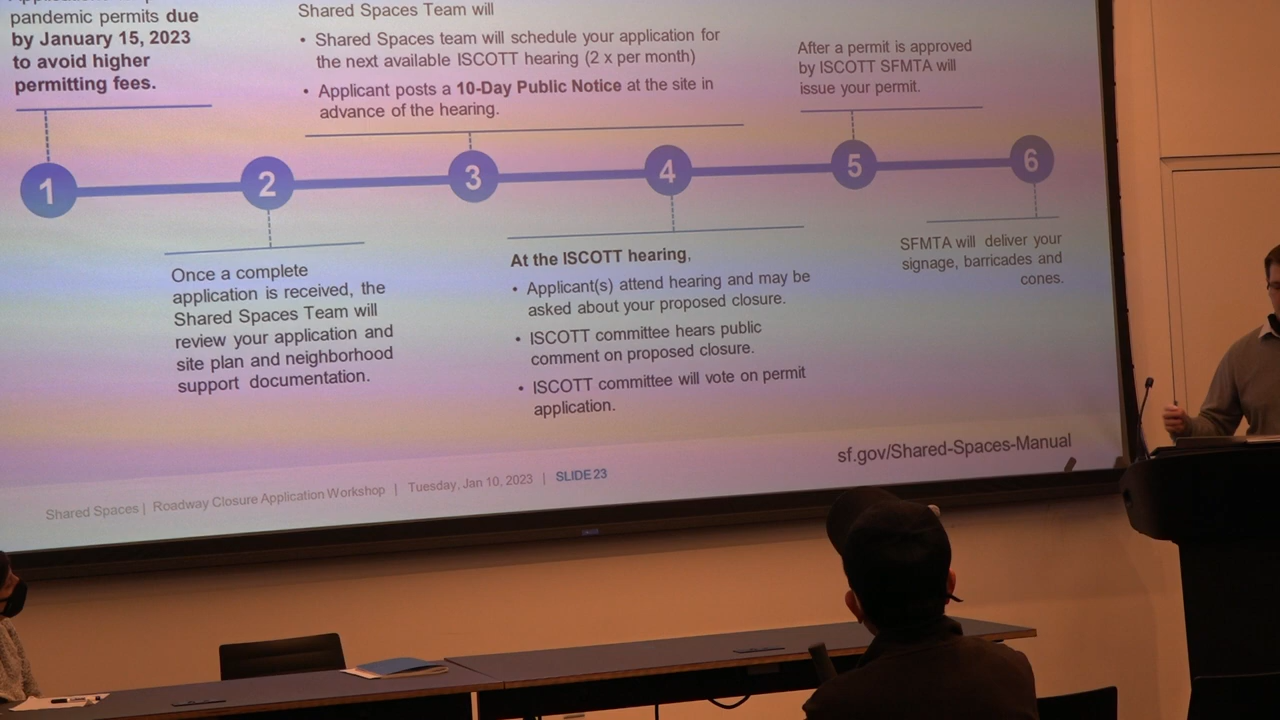 pandemic permits due
by January 15, 2023
to avoid higher
permitting fees.
Shared Spaces Team will
• Shared Spaces team will schedule your application for
the next available ISCOTT hearing (2 x per month)
• Applicant posts a 10-Day Public Notice at the site in
advance of the hearing.
After a permit is approved
by ISCOTT SFMTA will
issue your permit.
1
2
3
4
5
6
Once a complete
application is received, the
Shared Spaces Team will
review your application and
site plan and neighborhood
support documentation.
At the ISCOTT hearing,
• Applicant(s) attend hearing and may be
asked about your proposed closure.
• ISCOTT committee hears public
comment on proposed closure.
• ISCOTT committee will vote on permit
application.
SFMTA will deliver your
signage, barricades and
cones.
sf.gov/Shared-Spaces-Manual
Shared Spaces | Roadway Closure Application Workshop | Tuesday, Jan 10, 2023 | SLIDE 23